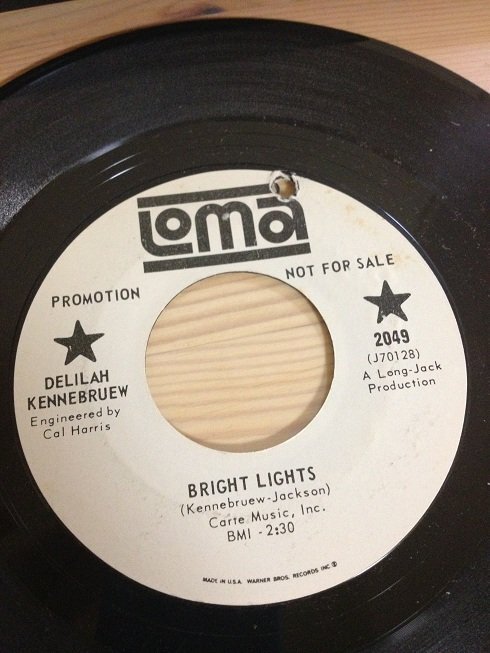 Loma
PROMOTION
NOT FOR SALE
DELILAH
KENNEBRUEW
Engineered by
Cal Harris
2049
(J70128)
A Long-Jack
Production
BRIGHT LIGHTS
(Kennebruew-Jackson)
Carte Music, Inc.
BMI - 2:30
MADE IN U.S.A. WARNER BROS. RECORDS INC Ⓟ